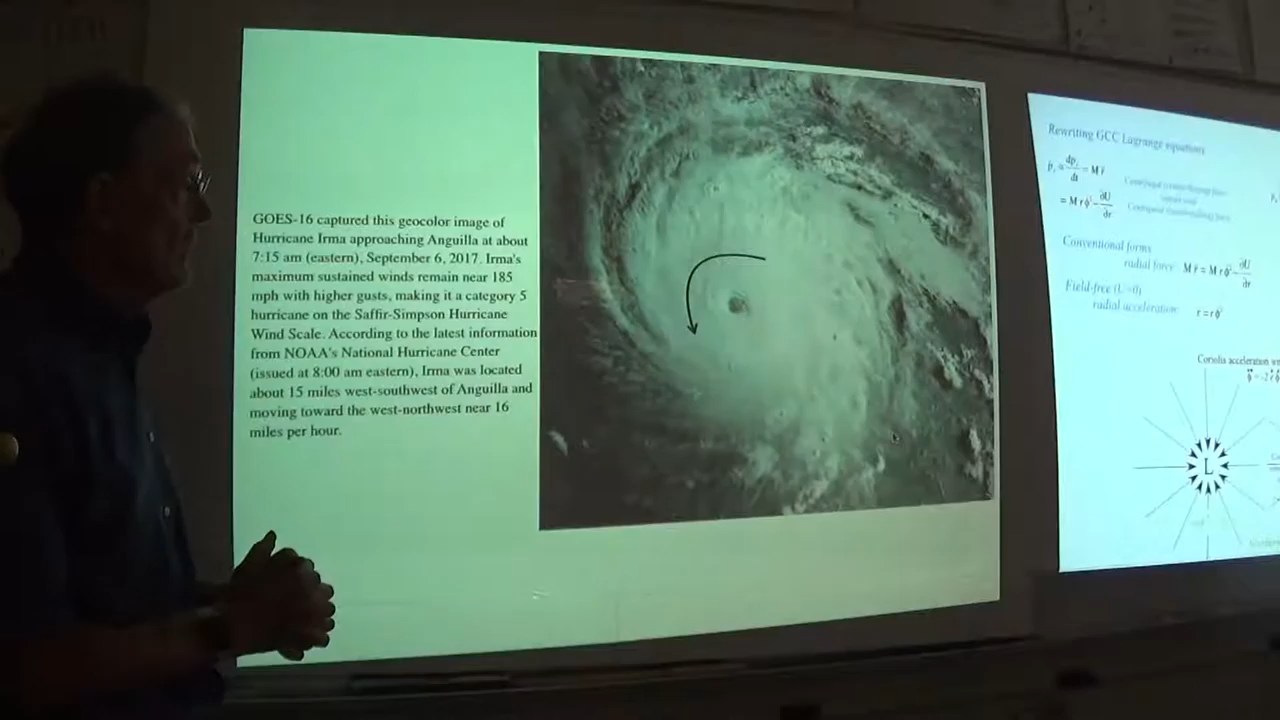 GOES-16 captured this geocolor image of
Hurricane Irma approaching Anguilla at about
7:15 am (eastern), September 6, 2017. Irma's
maximum sustained winds remain near 185
mph with higher gusts, making it a category 5
hurricane on the Saffir-Simpson Hurricane
Wind Scale. According to the latest information
from NOAA's National Hurricane Center
(issued at 8:00 am eastern), Irma was located
about 15 miles west-southwest of Anguilla and
moving toward the west-northwest near 16
miles per hour.
Rewriting GCC Lagrange equations
Conventional forms
radial force:
Field-free (U=0)
radial acceleration:
Coriolis acceleration
L